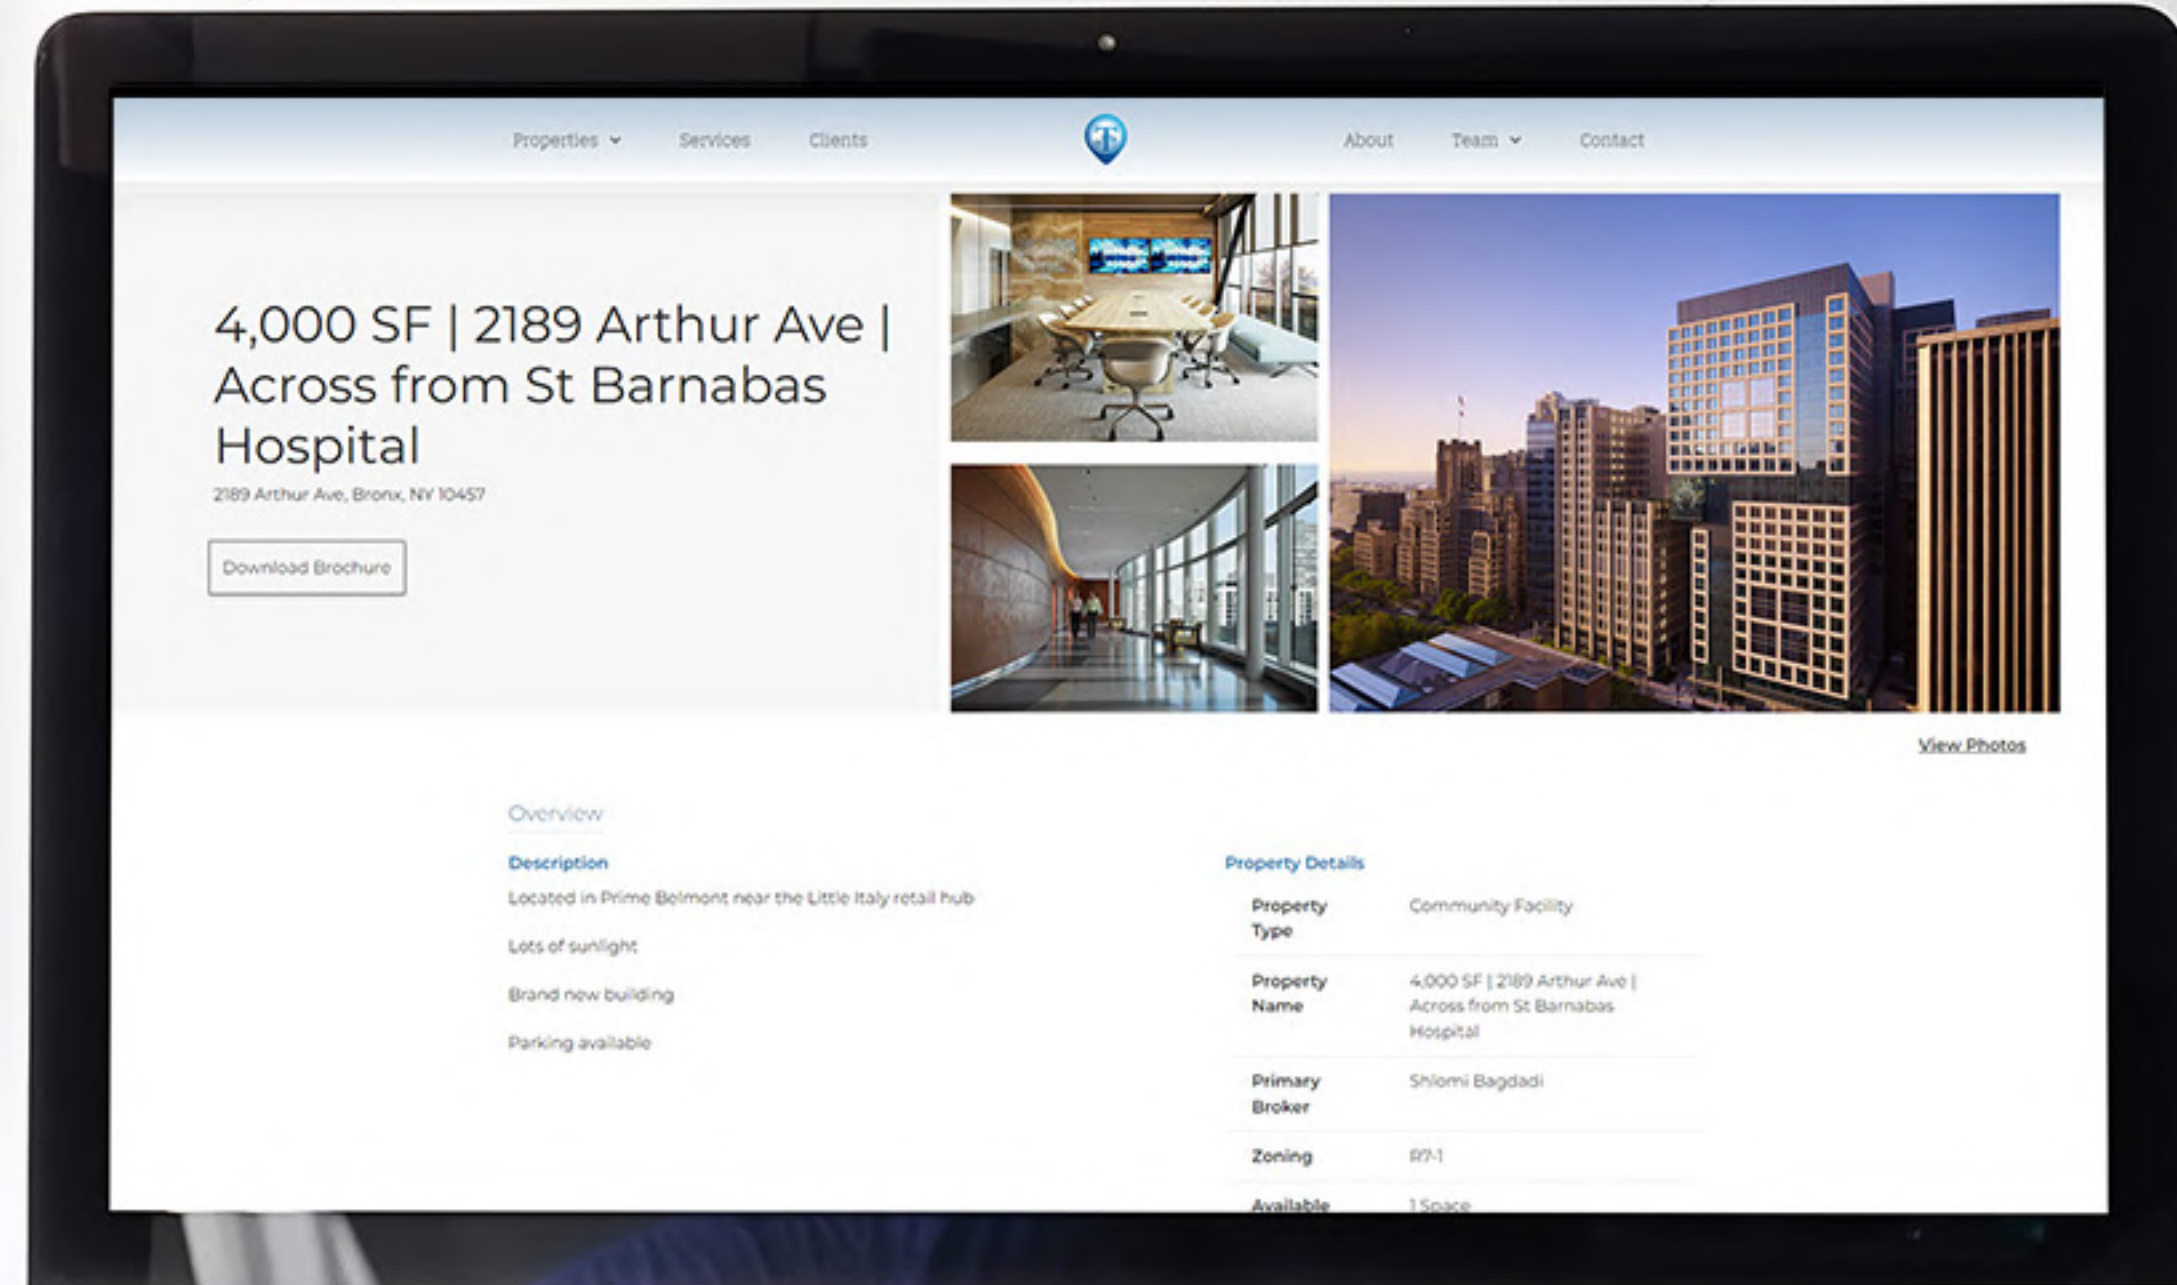 Properties
Services
Clients
About
Team
Contact
4,000 SF | 2189 Arthur Ave |
Across from St Barnabas
Hospital
2189 Arthur Ave, Bronx, NY 10457
Download Brochure
View Photos
Overview
Description
Located in Prime Belmont near the Little Italy retail hub
Lots of sunlight
Brand new building
Parking available
Property Details
Property
Type
Community Facility
Property
Name
4,000 SF | 2189 Arthur Ave |
Across from St Barnabas
Hospital
Primary
Broker
Shlomi Bagdadi
Zoning
R7-1
Available
1 Space